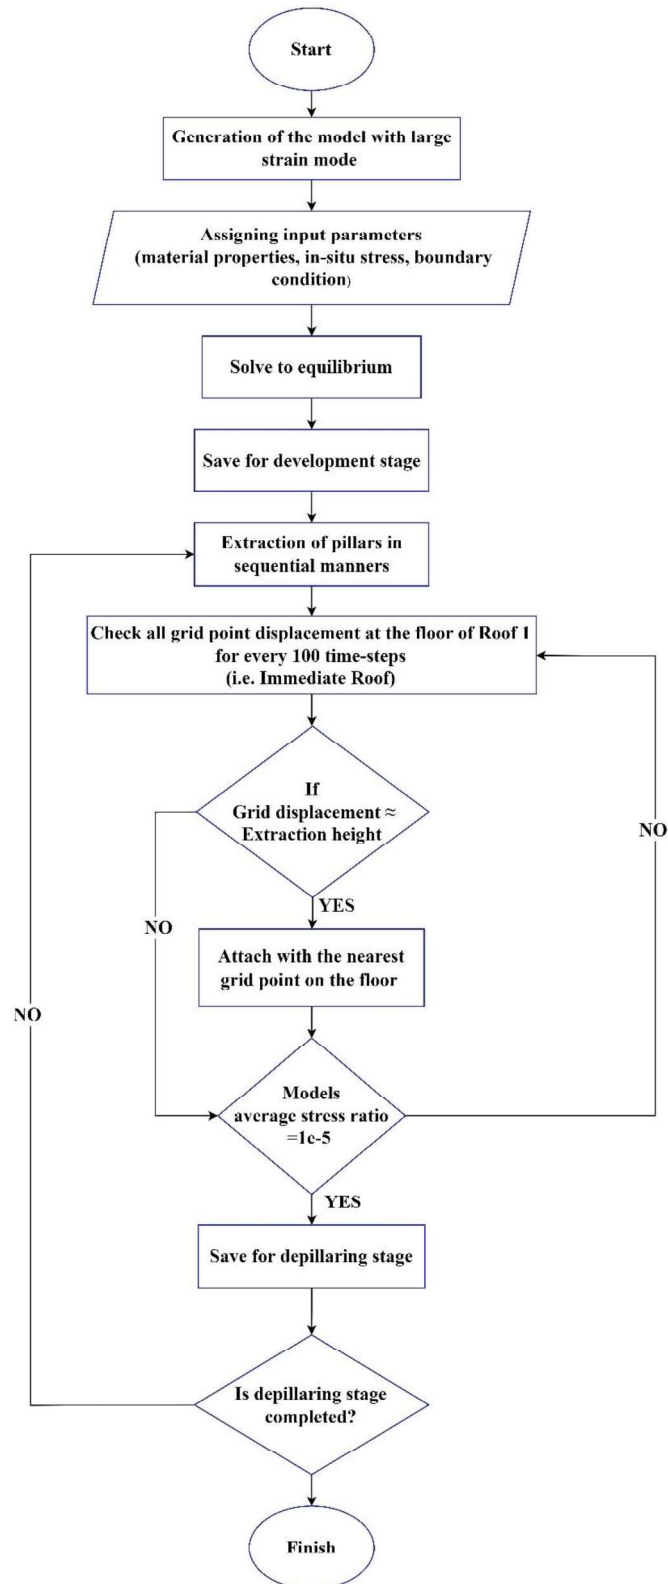 Start
Generation of the model with large
strain mode
Assigning input parameters
(material properties, in-situ stress, boundary
condition)
Solve to equilibrium
Save for development stage
Extraction of pillars in
sequential manners
Check all grid point displacement at the floor of Roof 1
for every 100 time-steps
(i.e. Immediate Roof)
If
Grid displacement ≈
Extraction height
NO
YES
NO
Attach with the nearest
grid point on the floor
NO
Models
average stress ratio
=1e-5
YES
Save for depillaring stage
Is depillaring stage
completed?
Finish